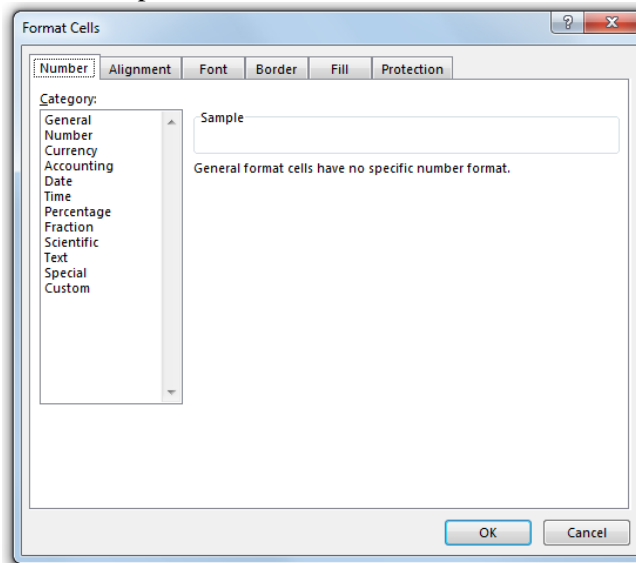 Format Cells
Number Alignment Font Border Fill Protection
Category:
General
Number
Currency
Accounting
Date
Time
Percentage
Fraction
Scientific
Text
Special
Custom
Sample
General format cells have no specific number format.
OK Cancel